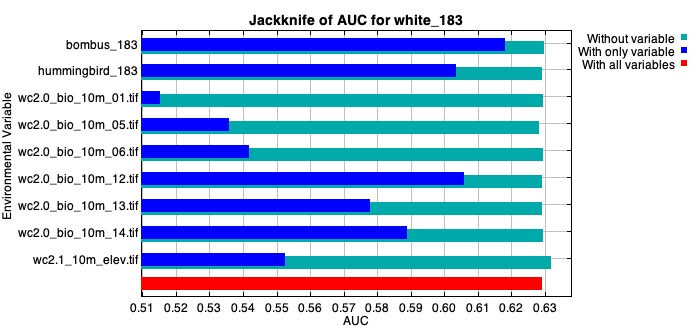 Jackknife of AUC for white_183
Without variable
With only variable
With all variables
Environmental Variable
bombus_183
hummingbird_183
wc2.0_bio_10m_01.tif
wc2.0_bio_10m_05.tif
wc2.0_bio_10m_06.tif
wc2.0_bio_10m_12.tif
wc2.0_bio_10m_13.tif
wc2.0_bio_10m_14.tif
wc2.1_10m_elev.tif
0.51 0.52 0.53 0.54 0.55 0.56 0.57 0.58 0.59 0.60 0.61 0.62 0.63
AUC